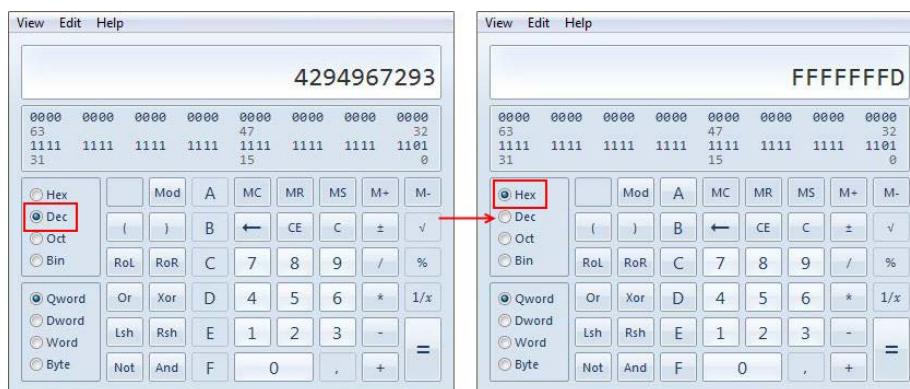 View Edit Help
4294967293
0000 0000 0000 0000 0000 0000 0000 0000
63 47 32
1111 1111 1111 1111 1111 1111 1111 1101
31 15 0
Hex
Dec
Oct
Bin
Qword
Dword
Word
Byte
Mod A MC MR MS M+ M-
( ) B ← CE C ± √
RoL RoR C 7 8 9 / %
Or Xor D 4 5 6 * 1/x
Lsh Rsh E 1 2 3 - =
Not And F 0 , +
View Edit Help
FFFFFFFD
0000 0000 0000 0000 0000 0000 0000 0000
63 47 32
1111 1111 1111 1111 1111 1111 1111 1101
31 15 0
Hex
Dec
Oct
Bin
Qword
Dword
Word
Byte
Mod A MC MR MS M+ M-
( ) B ← CE C ± √
RoL RoR C 7 8 9 / %
Or Xor D 4 5 6 * 1/x
Lsh Rsh E 1 2 3 - =
Not And F 0 , +